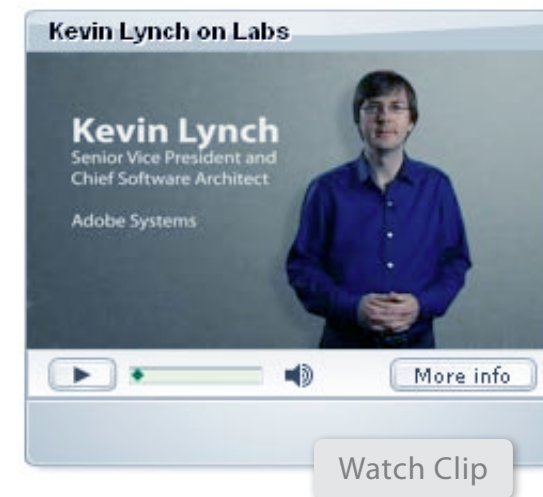 Kevin Lynch on Labs
Kevin Lynch
Senior Vice President and
Chief Software Architect
Adobe Systems
More info
Watch Clip